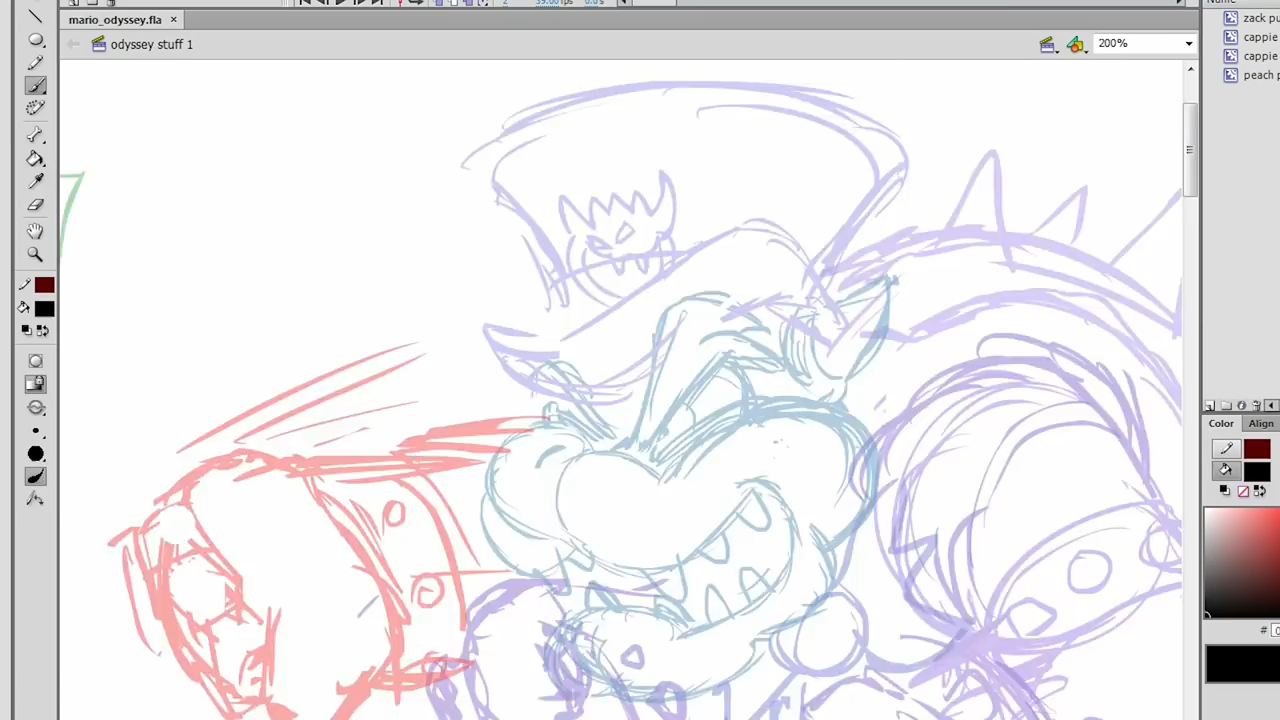 mario_odyssey.fla
odyssey stuff 1
200%
zack pu
cappie
cappie
peach p
Color
Align
#